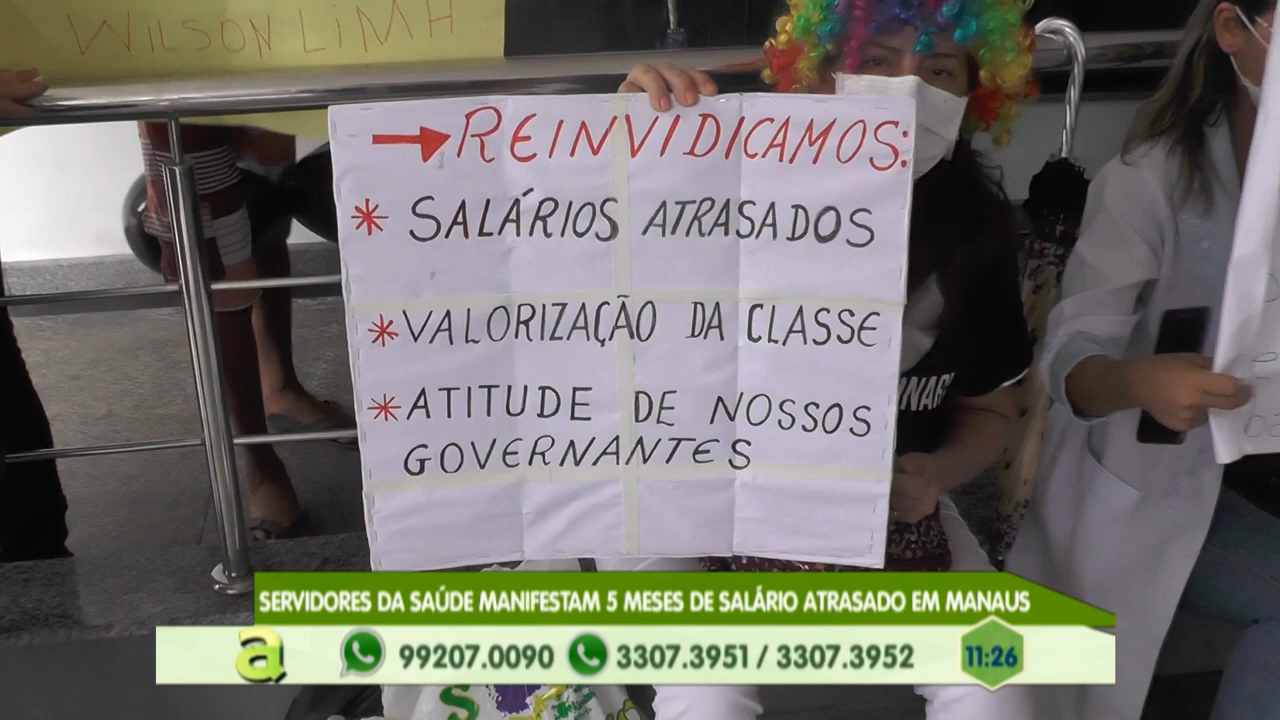 WILSON LIMA
REINVIDICAMOS:
* SALÁRIOS ATRASADOS
* VALORIZAÇÃO DA CLASSE
* ATITUDE DE NOSSOS
GOVERNANTES
SERVIDORES DA SAÚDE MANIFESTAM 5 MESES DE SALÁRIO ATRASADO EM MANAUS
a 99207.0090 3307.3951 / 3307.3952 11:26